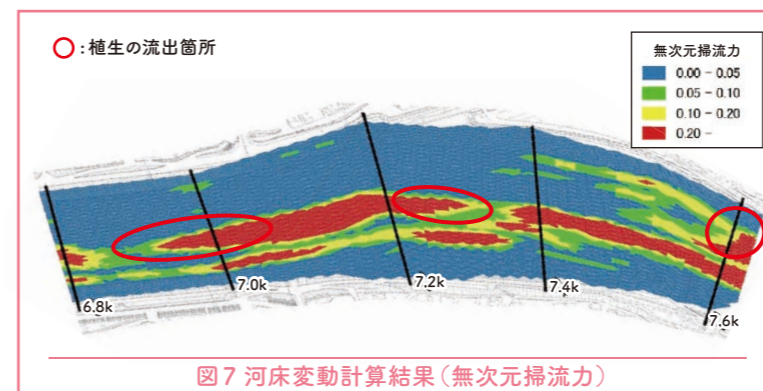 ○:植生の流出箇所
無次元掃流力
0.00 - 0.05
0.05 - 0.10
0.10 - 0.20
0.20 -
6.8k
7.0k
7.2k
7.4k
7.6k
図7 河床変動計算結果(無次元掃流力)